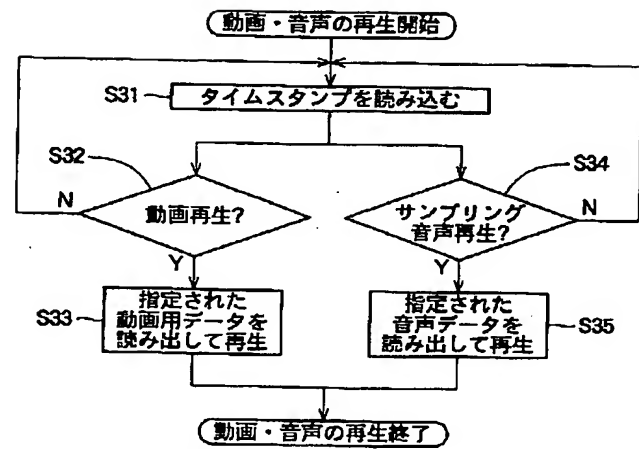 動画・音声の再生開始
S31
タイムスタンプを読み込む
S32
S34
N
動画再生?
サンプリング
音声再生?
N
Y
Y
S33
指定された
動画用データを
読み出して再生
指定された
音声データを
読み出して再生
S35
動画・音声の再生終了